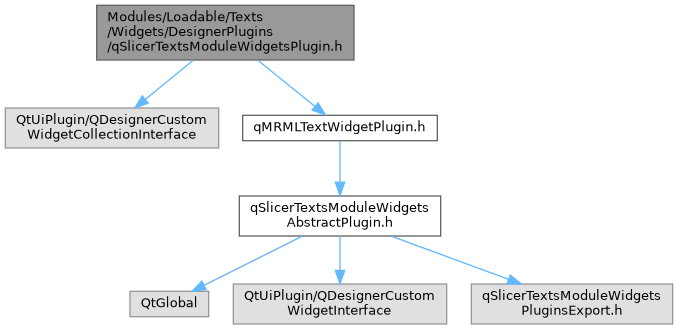 Modules/Loadable/Texts
/Widgets/DesignerPlugins
/qSlicerTextsModuleWidgetsPlugin.h
QtUiPlugin/QDesignerCustom
WidgetCollectionInterface
qMRMLTextWidgetPlugin.h
qSlicerTextsModuleWidgets
AbstractPlugin.h
QtGlobal
QtUiPlugin/QDesignerCustom
WidgetInterface
qSlicerTextsModuleWidgets
PluginsExport.h